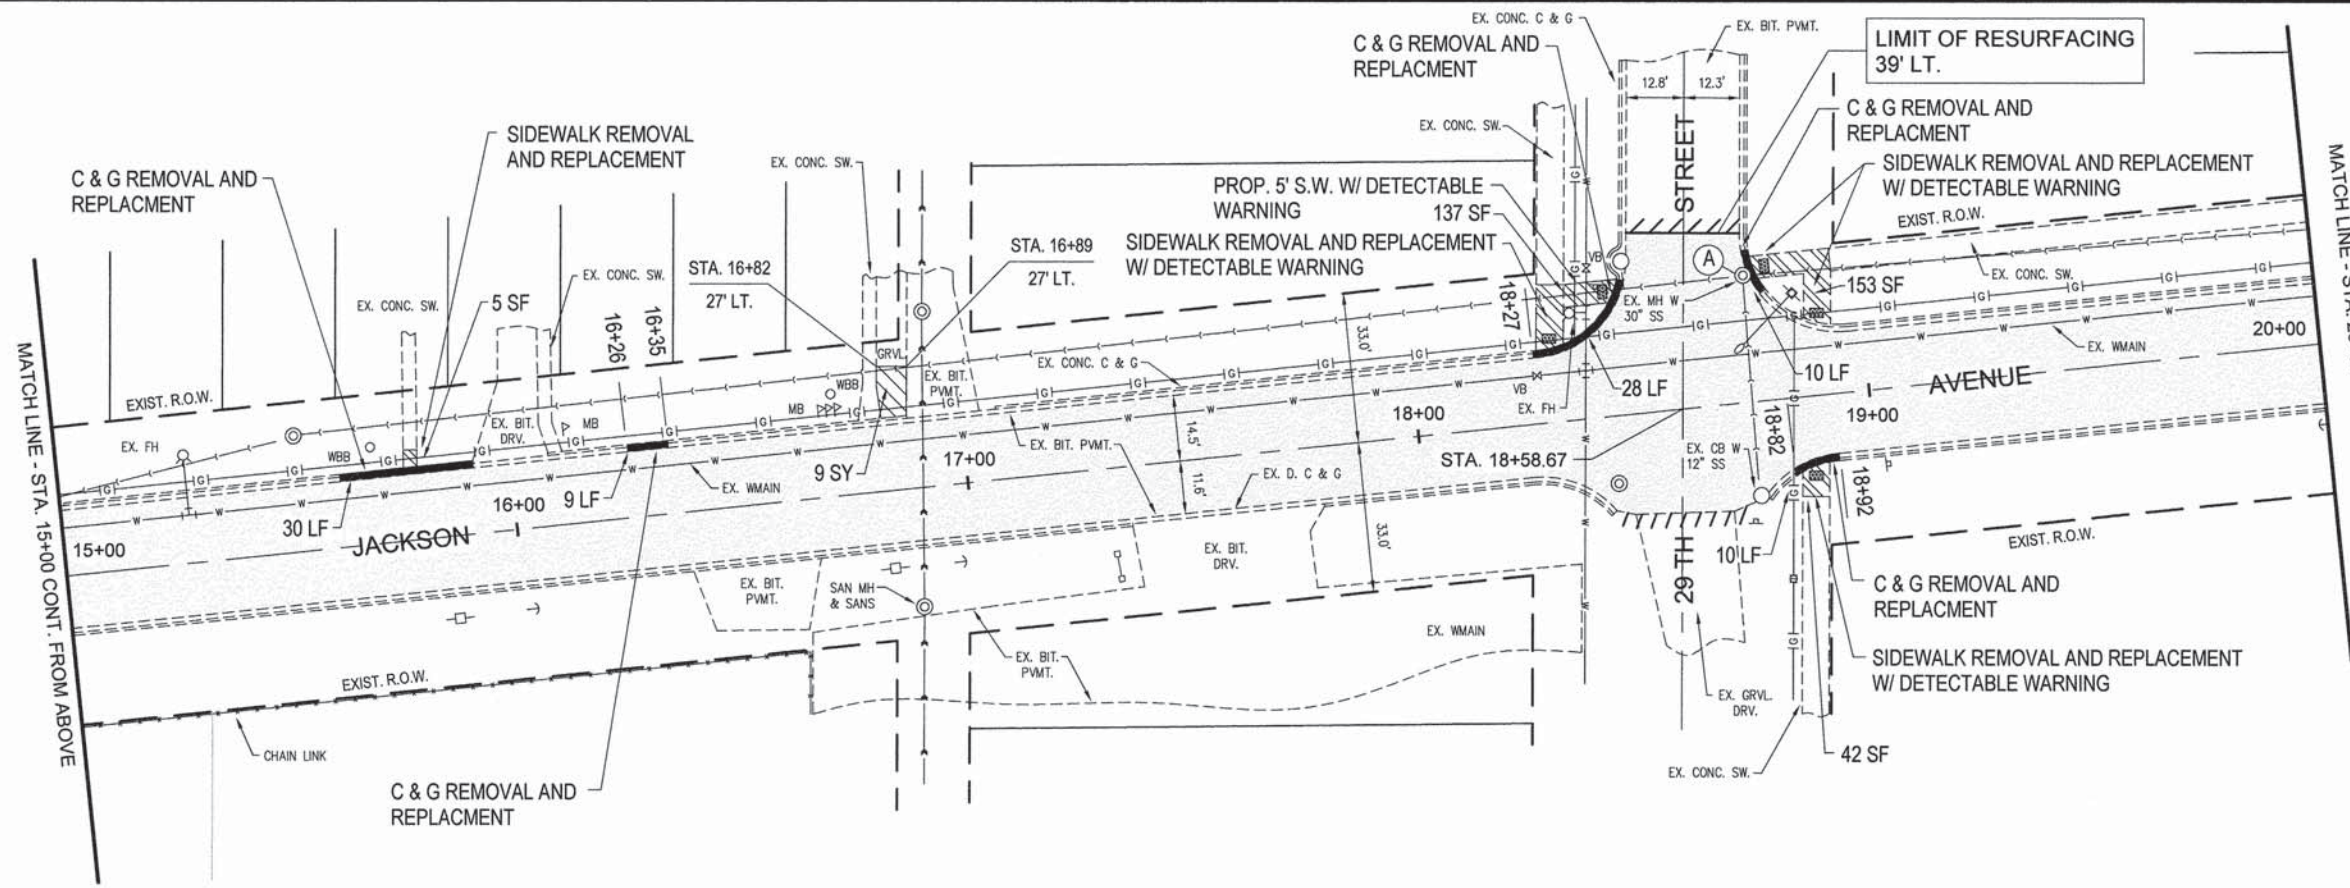 EX. CONC. C & G
C & G REMOVAL AND
REPLACMENT
EX. BIT. PVMT.
LIMIT OF RESURFACING
39' LT.
12.8'
12.3'
C & G REMOVAL AND
REPLACMENT
SIDEWALK REMOVAL AND REPLACEMENT
W/ DETECTABLE WARNING
EXIST. R.O.W.
EX. CONC. SW.
153 SF
MATCH LINE - STA.
SIDEWALK REMOVAL
AND REPLACEMENT
C & G REMOVAL AND
REPLACMENT
EX. CONC. SW.
EX. CONC. SW.
PROP. 5' S.W. W/ DETECTABLE
WARNING
137 SF
SIDEWALK REMOVAL AND REPLACEMENT
W/ DETECTABLE WARNING
STREET
VB
A
EX. MH W
30" SS
STA. 16+82
27' LT.
STA. 16+89
27' LT.
EX. CONC. SW.
EX. CONC. SW.
5 SF
16+26
16+35
GRVL
EX. BIT.
PVMT.
EX. CONC. C & G
33.0'
18+27
28 LF
10 LF
20+00
EX. WMAIN
AVENUE
19+00
MATCH LINE - STA. 15+00 CONT. FROM ABOVE
EXIST. R.O.W.
EX. FH
WBB
EX. BIT.
DRV.
MB
MB
WBB
9 SY
EX. BIT. PVMT.
14.5'
11.6'
17+00
18+00
VB
EX. FH
STA. 18+58.67
EX. CB W
12" SS
18+82
18+92
15+00
30 LF
JACKSON
16+00
9 LF
EX. WMAIN
EX. D. C & G
33.0'
EX. BIT.
PVMT.
SAN MH
& SANS
EX. BIT.
DRV.
29 TH
10 LF
EXIST. R.O.W.
C & G REMOVAL AND
REPLACMENT
EX. WMAIN
EX. BIT.
PVMT.
SIDEWALK REMOVAL AND REPLACEMENT
W/ DETECTABLE WARNING
EXIST. R.O.W.
EX. GRVL.
DRV.
CHAIN LINK
42 SF
EX. CONC. SW.
C & G REMOVAL AND
REPLACMENT